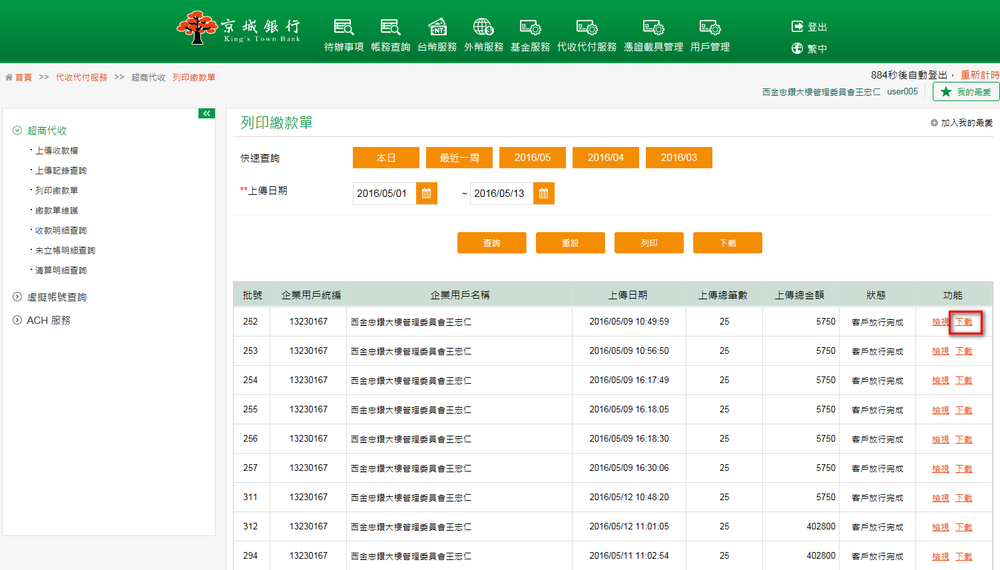 京城銀行
King's Town Bank
待辦事項 帳務查詢 台幣服務 外幣服務 基金服務 代收代付服務 憑證載具管理 用戶管理
登出
繁中
首頁 >> 代收代付服務 >> 超商代收 列印繳款單
884秒後自動登出， 重新計時
西金忠鑽大樓管理委員會王宏仁 user005 我的最愛
超商代收
上傳收款檔
上傳記錄查詢
列印繳款單
繳款單維護
收款明細查詢
未立帳明細查詢
清算明細查詢
虛擬帳號查詢
ACH 服務
列印繳款單
加入我的最愛
快速查詢 本日 最近一周 2016/05 2016/04 2016/03
**上傳日期 2016/05/01 ~ 2016/05/13
查詢 重設 列印 下載
批號 企業用戶統編 企業用戶名稱 上傳日期 上傳總筆數 上傳總金額 狀態 功能
252 13230167 西金忠鑽大樓管理委員會王宏仁 2016/05/09 10:49:59 25 5750 客戶放行完成 檢視 下載
253 13230167 西金忠鑽大樓管理委員會王宏仁 2016/05/09 10:56:50 25 5750 客戶放行完成 檢視 下載
254 13230167 西金忠鑽大樓管理委員會王宏仁 2016/05/09 16:17:49 25 5750 客戶放行完成 檢視 下載
255 13230167 西金忠鑽大樓管理委員會王宏仁 2016/05/09 16:18:05 25 5750 客戶放行完成 檢視 下載
256 13230167 西金忠鑽大樓管理委員會王宏仁 2016/05/09 16:18:30 25 5750 客戶放行完成 檢視 下載
257 13230167 西金忠鑽大樓管理委員會王宏仁 2016/05/09 16:30:06 25 5750 客戶放行完成 檢視 下載
311 13230167 西金忠鑽大樓管理委員會王宏仁 2016/05/12 10:48:20 25 5750 客戶放行完成 檢視 下載
312 13230167 西金忠鑽大樓管理委員會王宏仁 2016/05/12 11:01:05 25 402800 客戶放行完成 檢視 下載
294 13230167 西金忠鑽大樓管理委員會王宏仁 2016/05/11 11:02:54 25 402800 客戶放行完成 檢視 下載